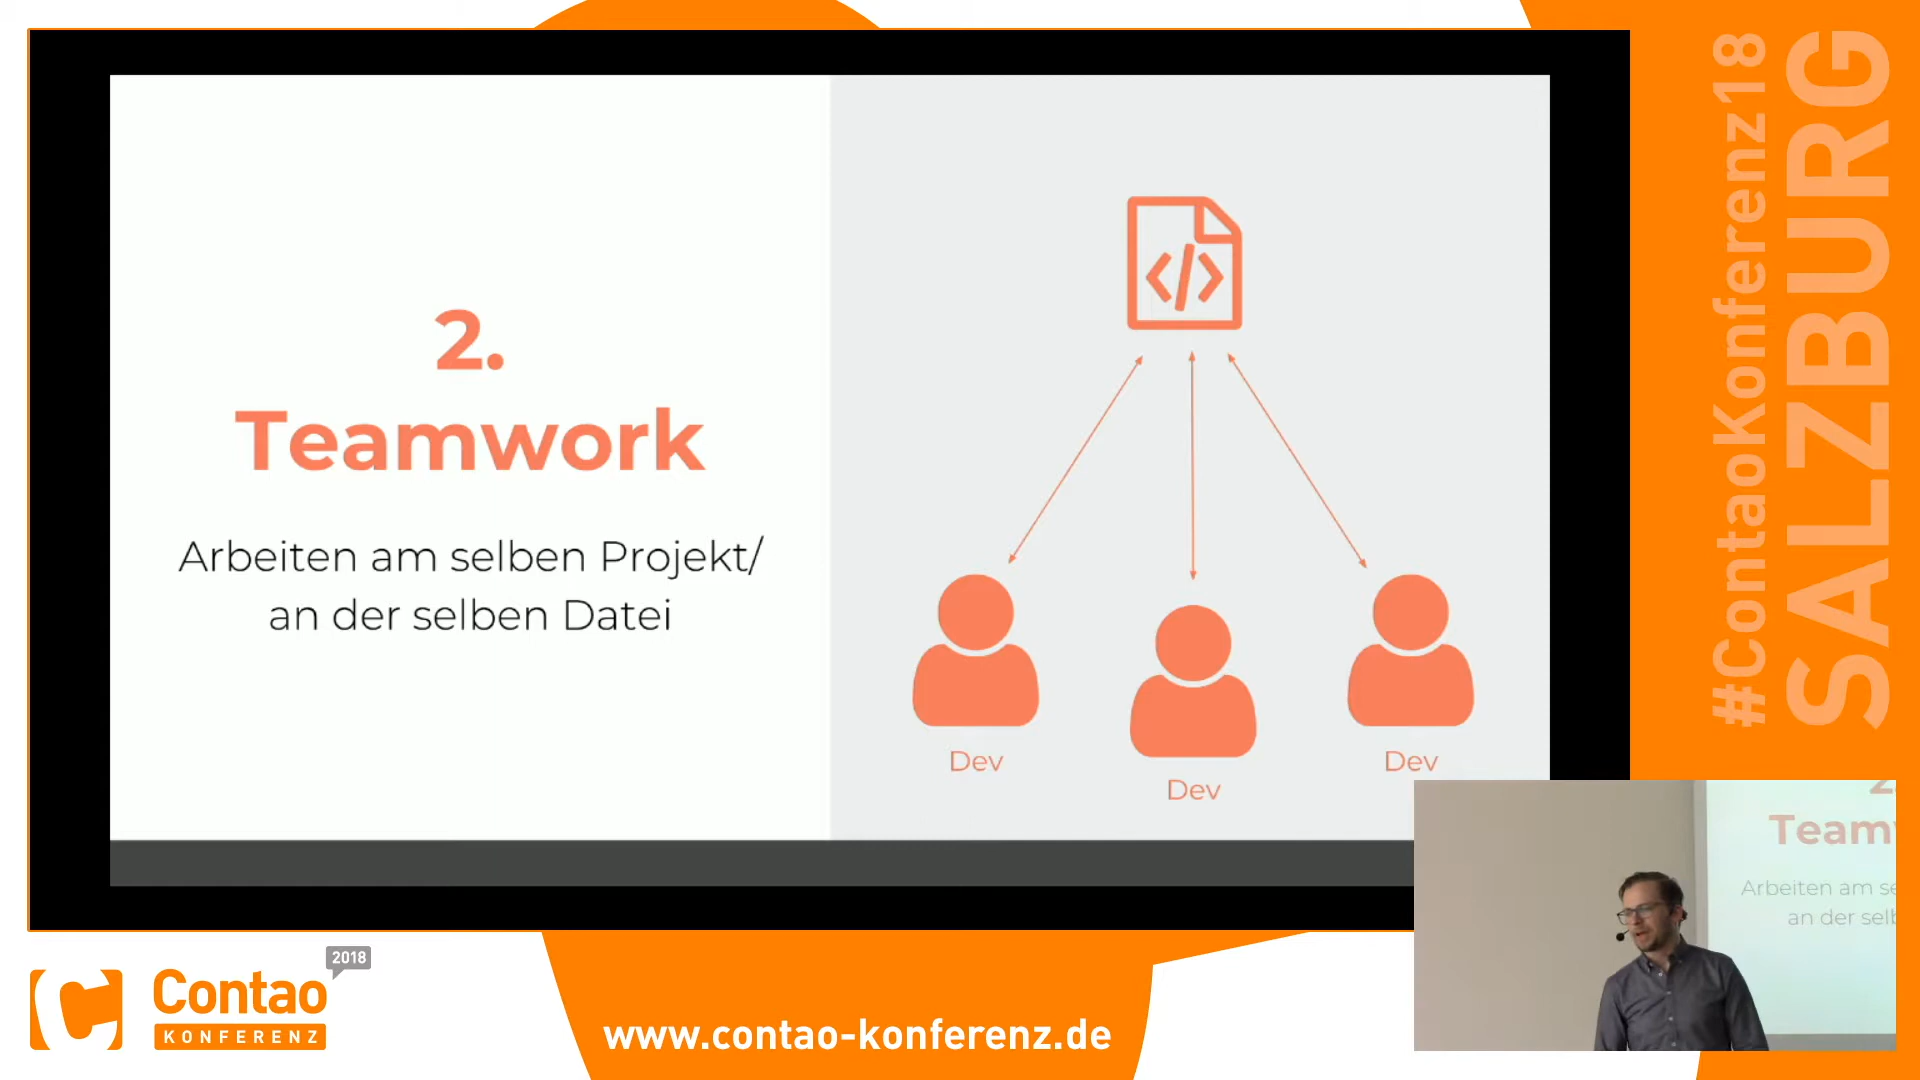 2.
Teamwork
Arbeiten am selben Projekt/
an der selben Datei
</>
Dev
Dev
Dev
#ContaoKonferenz18
SALZBURG
2.
Team
Arbeiten am se
an der selb
2018
Contao
KONFERENZ
www.contao-konferenz.de